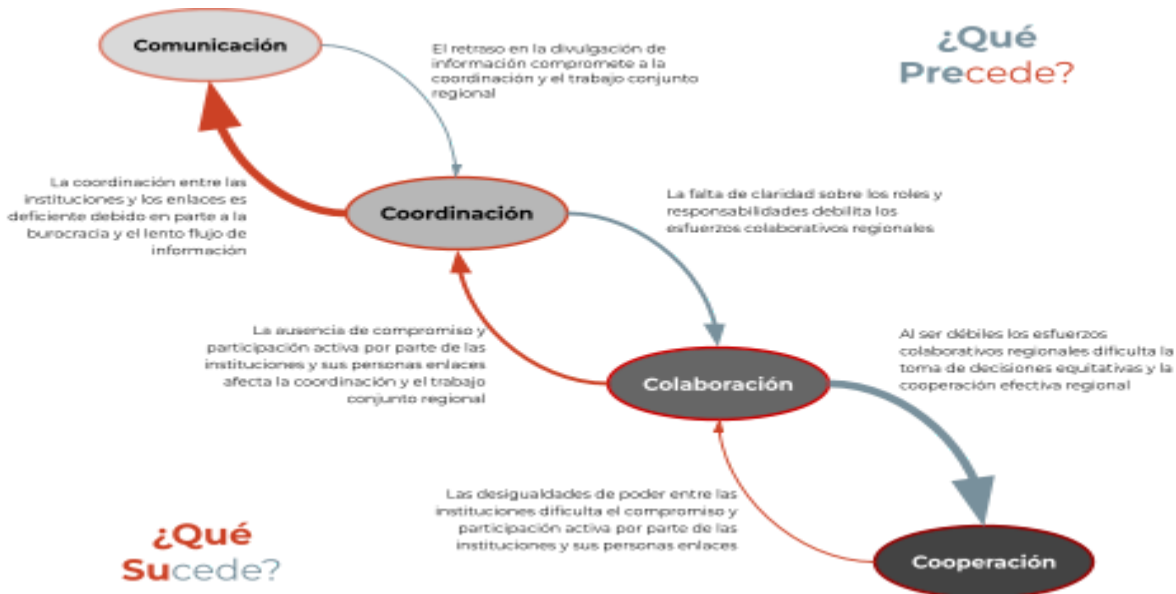 Comunicación
El retraso en la divulgación de
información compromete a la
coordinación y el trabajo conjunto
regional
¿Qué
Precede?
La coordinación entre las
instituciones y los enlaces es
deficiente debido en parte a la
burocracia y el lento flujo de
información
Coordinación
La falta de claridad sobre los roles y
responsabilidades debilita los
esfuerzos colaborativos regionales
La ausencia de compromiso y
participación activa por parte de las
instituciones y sus personas enlaces
afecta la coordinación y el trabajo
conjunto regional
Colaboración
Al ser débiles los esfuerzos
colaborativos regionales dificulta la
toma de decisiones equitativas y la
cooperación efectiva regional
Las desigualdades de poder entre las
instituciones dificulta el compromiso y
participación activa por parte de las
instituciones y sus personas enlaces
¿Qué
Sucede?
Cooperación